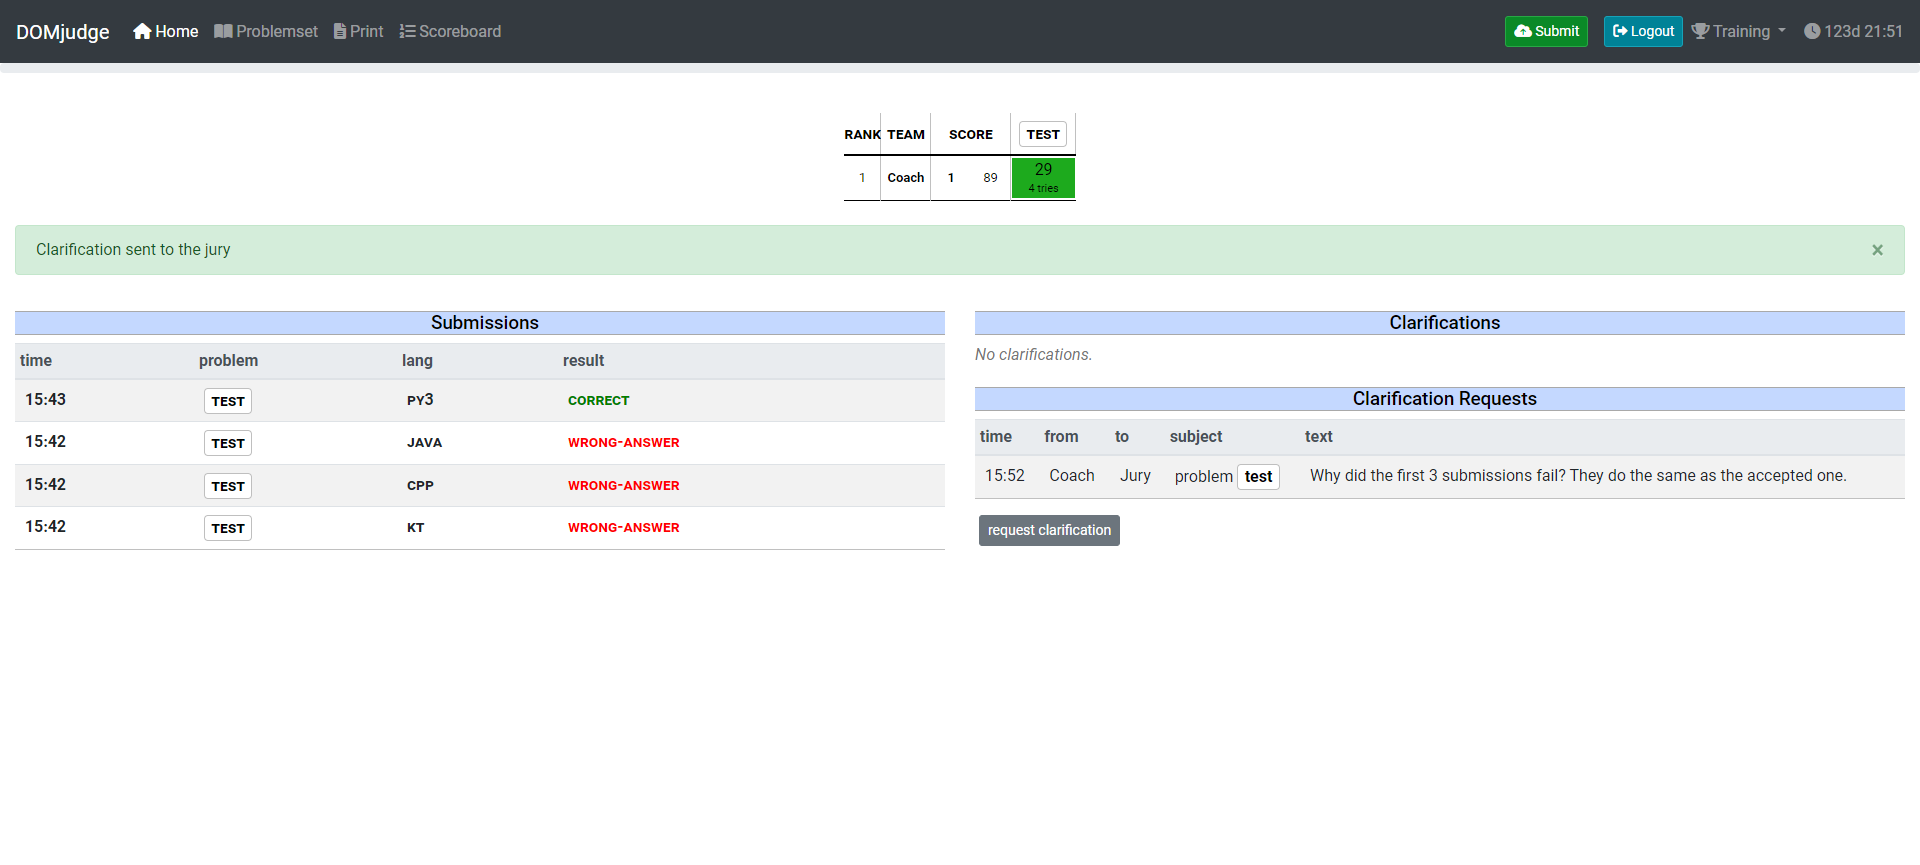 DOMjudge Home Problemset Print Scoreboard Submit Logout Training 123d 21:51
RANK TEAM SCORE TEST
1 Coach 1 89 29
4 tries
Clarification sent to the jury ×
Submissions
time problem lang result
15:43 TEST PY3 CORRECT
15:42 TEST JAVA WRONG-ANSWER
15:42 TEST CPP WRONG-ANSWER
15:42 TEST KT WRONG-ANSWER
Clarifications
No clarifications.
Clarification Requests
time from to subject text
15:52 Coach Jury problem test Why did the first 3 submissions fail? They do the same as the accepted one.
request clarification